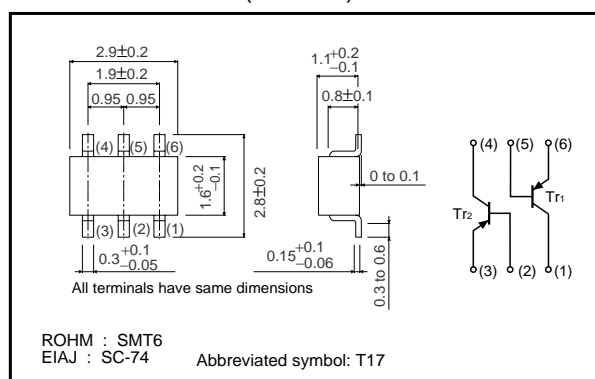 2.9±0.2
1.9±0.2
0.95 0.95
(4) (5) (6)
(3) (2) (1)
1.6+0.2
−0.1
2.8±0.2
0.3+0.1
−0.05
All terminals have same dimensions
1.1+0.2
−0.1
0.8±0.1
0 to 0.1
0.15+0.1
−0.06
0.3 to 0.6
(4) (5) (6)
Tr1
Tr2
(3) (2) (1)
ROHM : SMT6
EIAJ : SC-74
Abbreviated symbol: T17